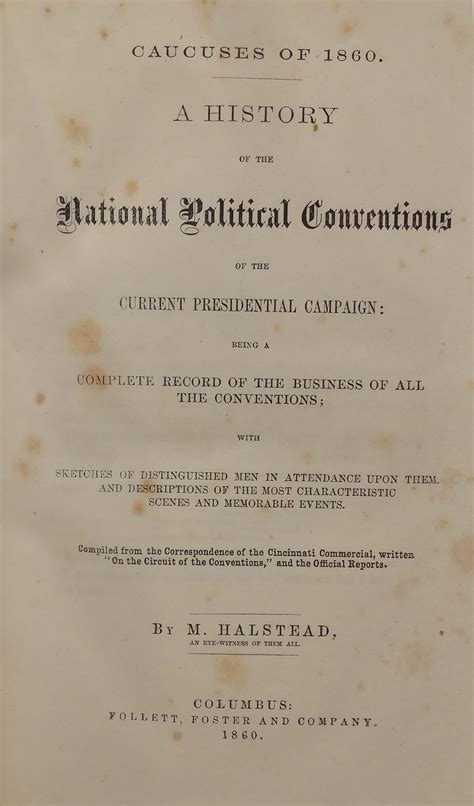 CAUCUSES OF 1860.
A HISTORY
OF THE
National Political Conventions
OF THE
CURRENT PRESIDENTIAL CAMPAIGN:
BEING A
COMPLETE RECORD OF THE BUSINESS OF ALL
THE CONVENTIONS;
WITH
SKETCHES OF DISTINGUISHED MEN IN ATTENDANCE UPON THEM,
AND DESCRIPTIONS OF THE MOST CHARACTERISTIC
SCENES AND MEMORABLE EVENTS.
Compiled from the Correspondence of the Cincinnati Commercial, written
"On the Circuit of the Conventions," and the Official Reports.
BY M. HALSTEAD,
AN EYE-WITNESS OF THEM ALL.
COLUMBUS:
FOLLETT, FOSTER AND COMPANY.
1860.